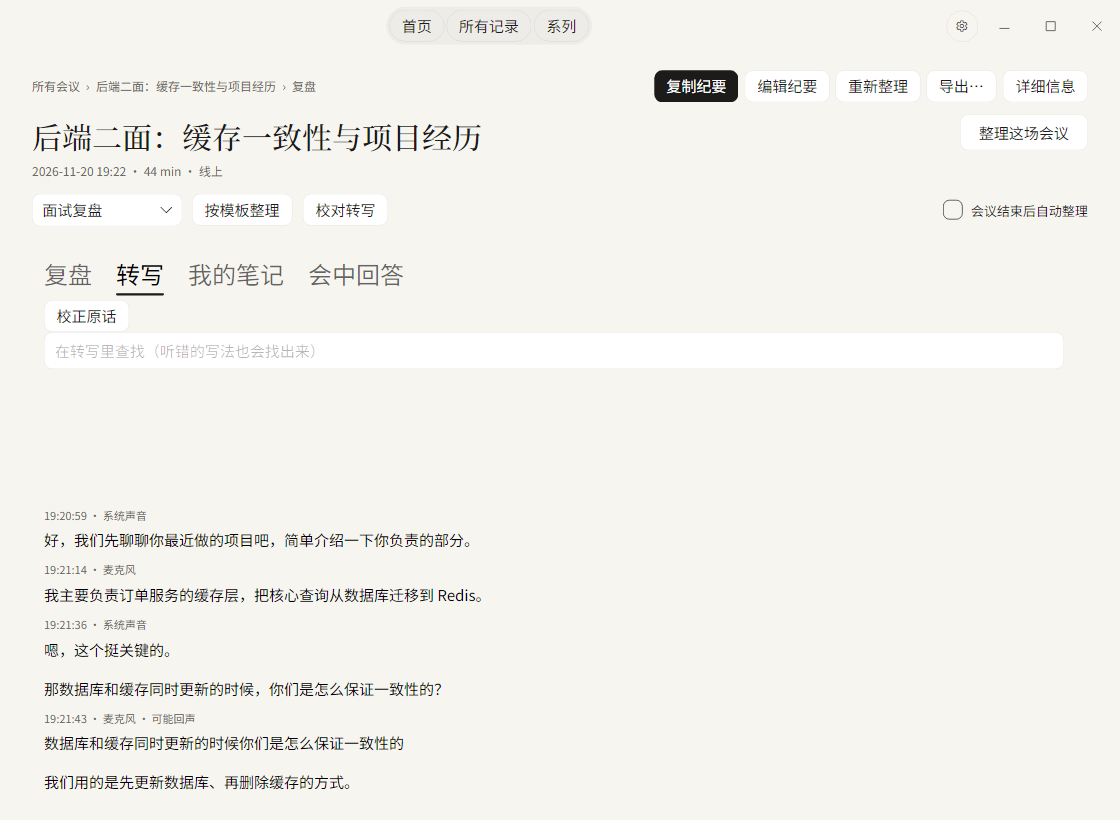 首页 所有记录 系列
所有会议 › 后端二面：缓存一致性与项目经历 › 复盘
复制纪要 编辑纪要 重新整理 导出… 详细信息
后端二面：缓存一致性与项目经历
整理这场会议
2026-11-20 19:22 · 44 min · 线上
面试复盘 按模板整理 校对转写
会议结束后自动整理
复盘 转写 我的笔记 会中回答
校正原话
在转写里查找（听错的写法也会找出来）
19:20:59 · 系统声音
好，我们先聊聊你最近做的项目吧，简单介绍一下你负责的部分。
19:21:14 · 麦克风
我主要负责订单服务的缓存层，把核心查询从数据库迁移到 Redis。
19:21:36 · 系统声音
嗯，这个挺关键的。
那数据库和缓存同时更新的时候，你们是怎么保证一致性的？
19:21:43 · 麦克风 · 可能回声
数据库和缓存同时更新的时候你们是怎么保证一致性的
我们用的是先更新数据库、再删除缓存的方式。